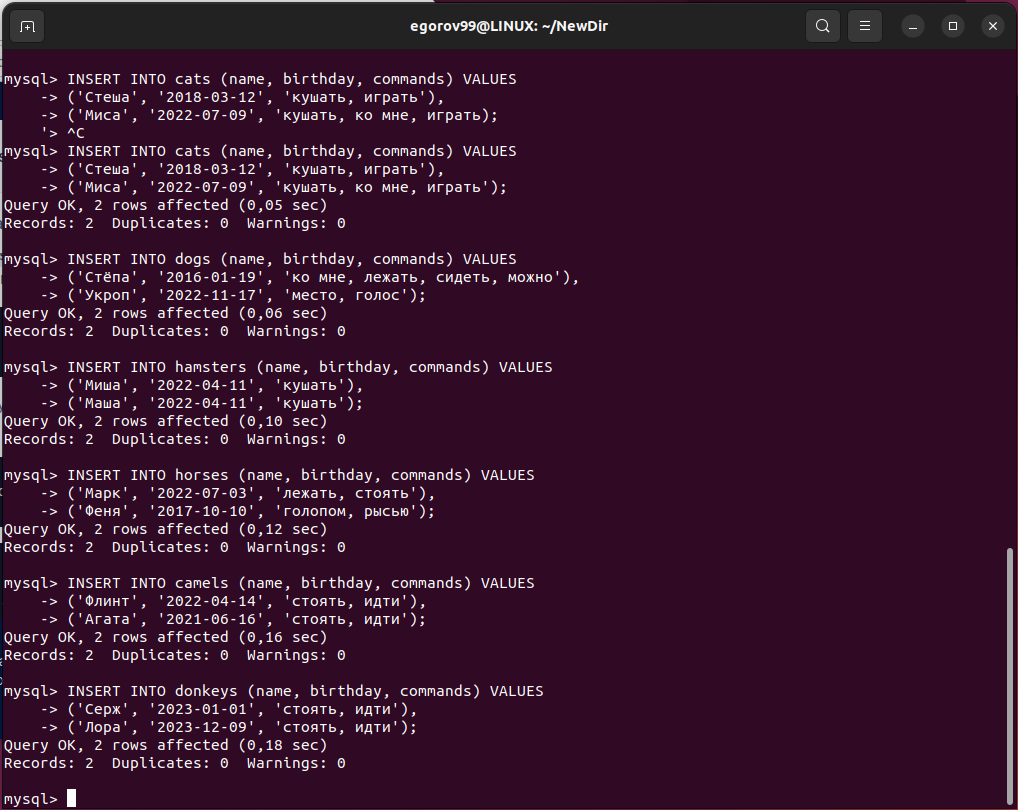 egorov99@LINUX: ~/NewDir
mysql> INSERT INTO cats (name, birthday, commands) VALUES
    -> ('Стеша', '2018-03-12', 'кушать, играть'),
    -> ('Миса', '2022-07-09', 'кушать, ко мне, играть);
    '> ^C
mysql> INSERT INTO cats (name, birthday, commands) VALUES
    -> ('Стеша', '2018-03-12', 'кушать, играть'),
    -> ('Миса', '2022-07-09', 'кушать, ко мне, играть');
Query OK, 2 rows affected (0,05 sec)
Records: 2  Duplicates: 0  Warnings: 0
mysql> INSERT INTO dogs (name, birthday, commands) VALUES
    -> ('Стёпа', '2016-01-19', 'ко мне, лежать, сидеть, можно'),
    -> ('Укроп', '2022-11-17', 'место, голос');
Query OK, 2 rows affected (0,06 sec)
Records: 2  Duplicates: 0  Warnings: 0
mysql> INSERT INTO hamsters (name, birthday, commands) VALUES
    -> ('Миша', '2022-04-11', 'кушать'),
    -> ('Маша', '2022-04-11', 'кушать');
Query OK, 2 rows affected (0,10 sec)
Records: 2  Duplicates: 0  Warnings: 0
mysql> INSERT INTO horses (name, birthday, commands) VALUES
    -> ('Марк', '2022-07-03', 'лежать, стоять'),
    -> ('Феня', '2017-10-10', 'голопом, рысью');
Query OK, 2 rows affected (0,12 sec)
Records: 2  Duplicates: 0  Warnings: 0
mysql> INSERT INTO camels (name, birthday, commands) VALUES
    -> ('Флинт', '2022-04-14', 'стоять, идти'),
    -> ('Агата', '2021-06-16', 'стоять, идти');
Query OK, 2 rows affected (0,16 sec)
Records: 2  Duplicates: 0  Warnings: 0
mysql> INSERT INTO donkeys (name, birthday, commands) VALUES
    -> ('Серж', '2023-01-01', 'стоять, идти'),
    -> ('Лора', '2023-12-09', 'стоять, идти');
Query OK, 2 rows affected (0,18 sec)
Records: 2  Duplicates: 0  Warnings: 0
mysql>